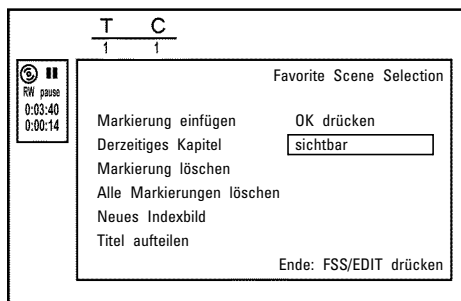 T C
1 1
RW pause
0:03:40
0:00:14
Favorite Scene Selection
Markierung einfügen OK drücken
Derzeitiges Kapitel sichtbar
Markierung löschen
Alle Markierungen löschen
Neues Indexbild
Titel aufteilen
Ende: FSS/EDIT drücken